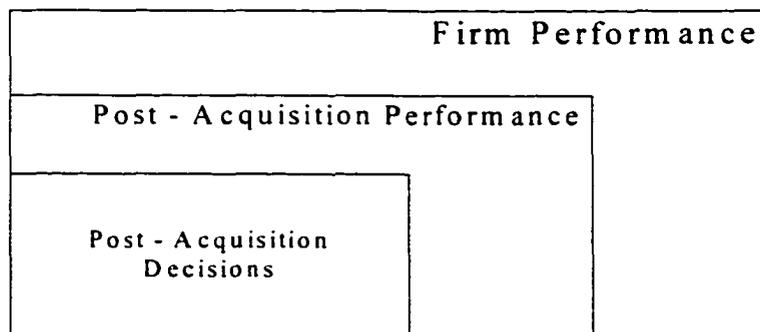 Firm Performance
Post - Acquisition Performance
Post - Acquisition
Decisions